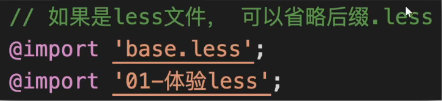 // 如果是less文件， 可以省略后缀.less
@import 'base.less';
@import '01-体验less';